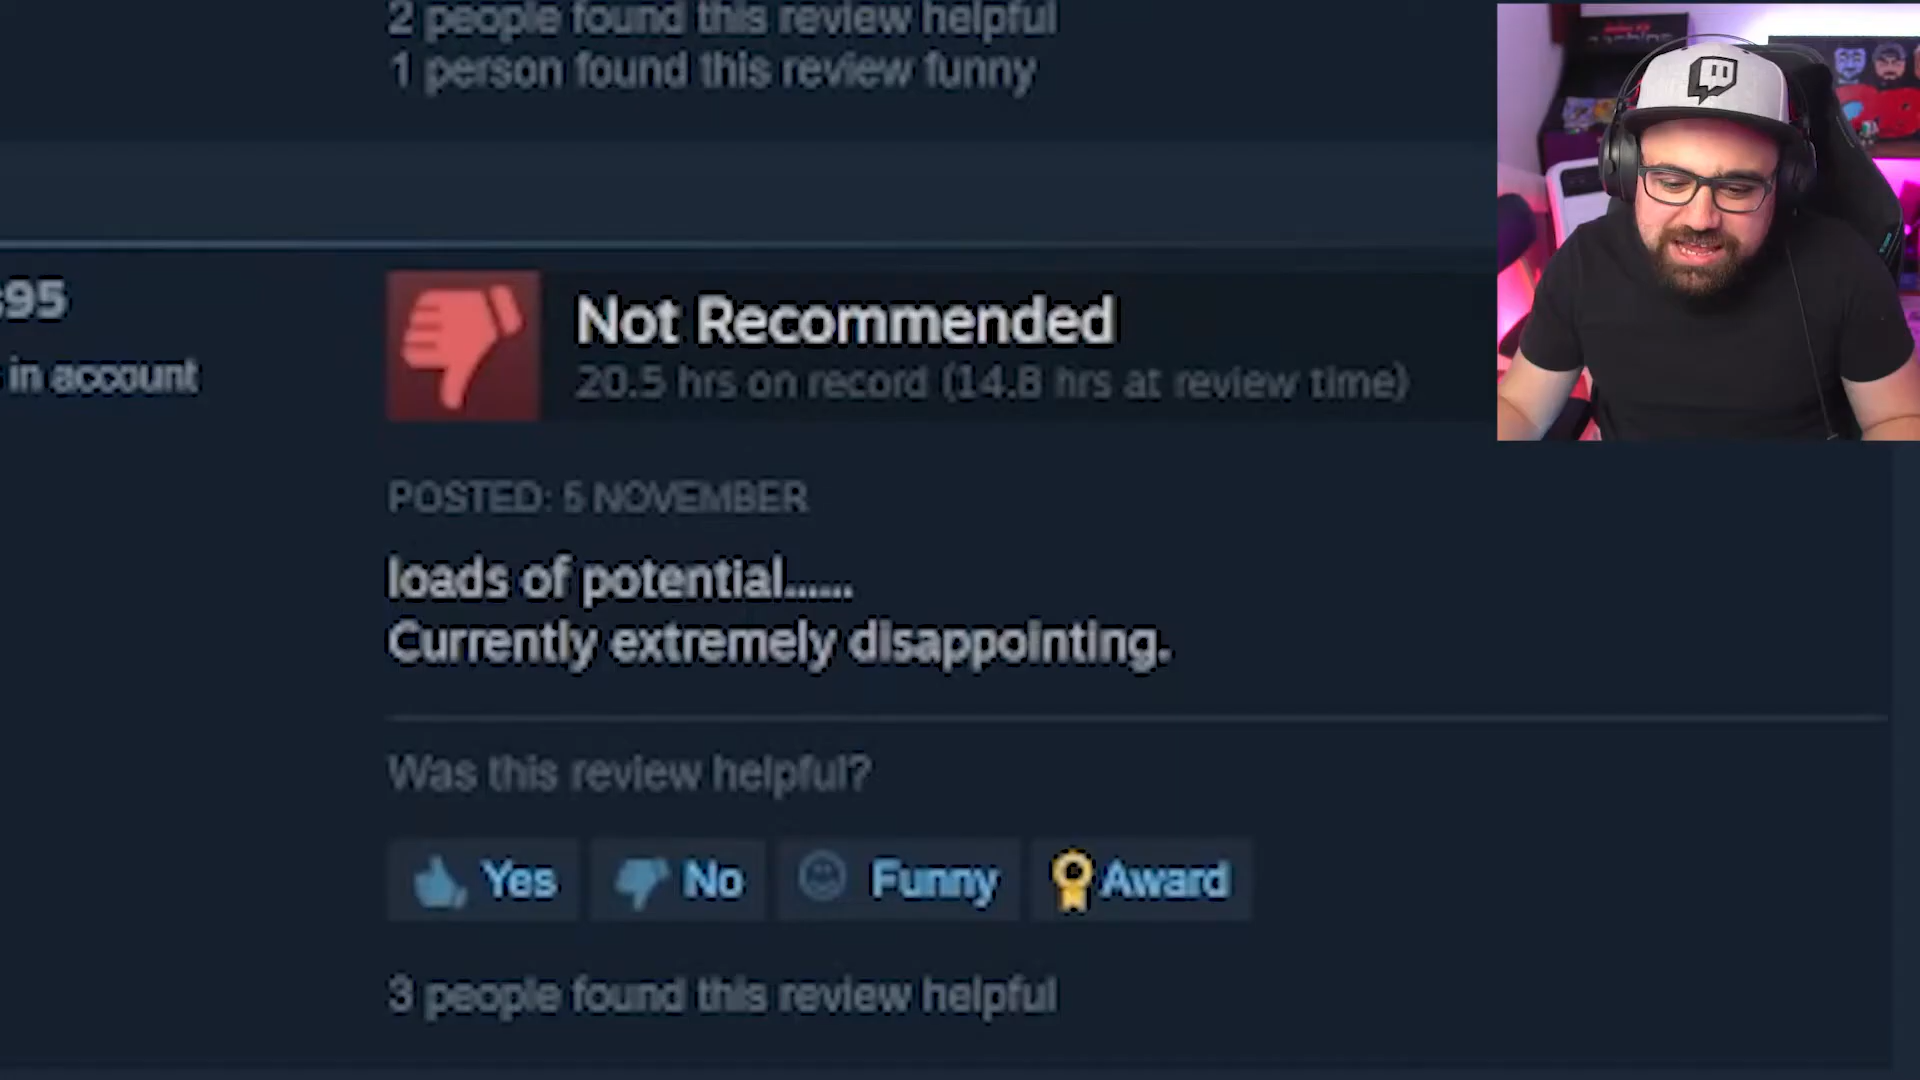 2 people found this review helpful
1 person found this review funny
s95
in account
Not Recommended
20.5 hrs on record (14.8 hrs at review time)
POSTED: 5 NOVEMBER
loads of potential......
Currently extremely disappointing.
Was this review helpful?
Yes No Funny Award
3 people found this review helpful